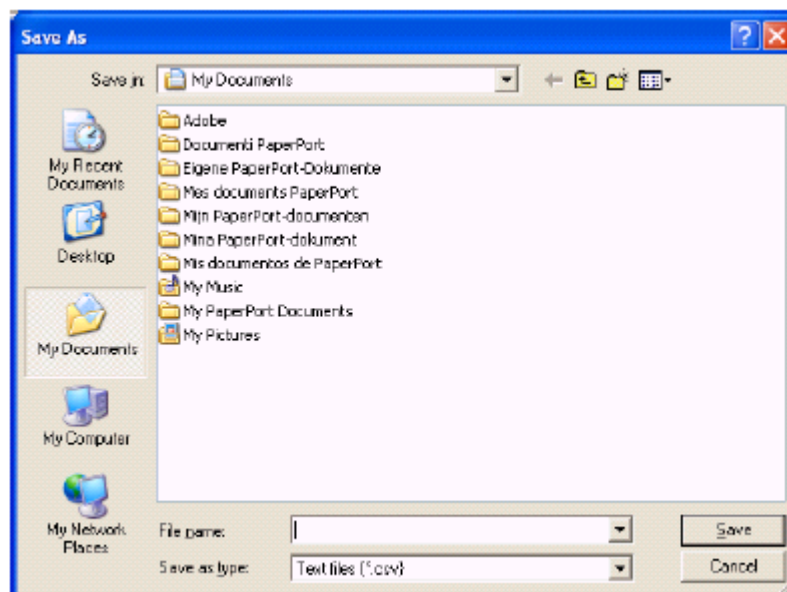 Save As
Save in:
My Documents
Adobe
Documenti PaperPort
Eigene PaperPort-Dokumente
Mes documents PaperPort
Mijn PaperPort-documenten
Mina PaperPort-dokument
Mis documentos de PaperPort
My Music
My PaperPort Documents
My Pictures
My Recent
Documents
Desktop
My Documents
My Computer
My Network
Places
File name:
Save
Save as type:
Text files (*.csv)
Cancel